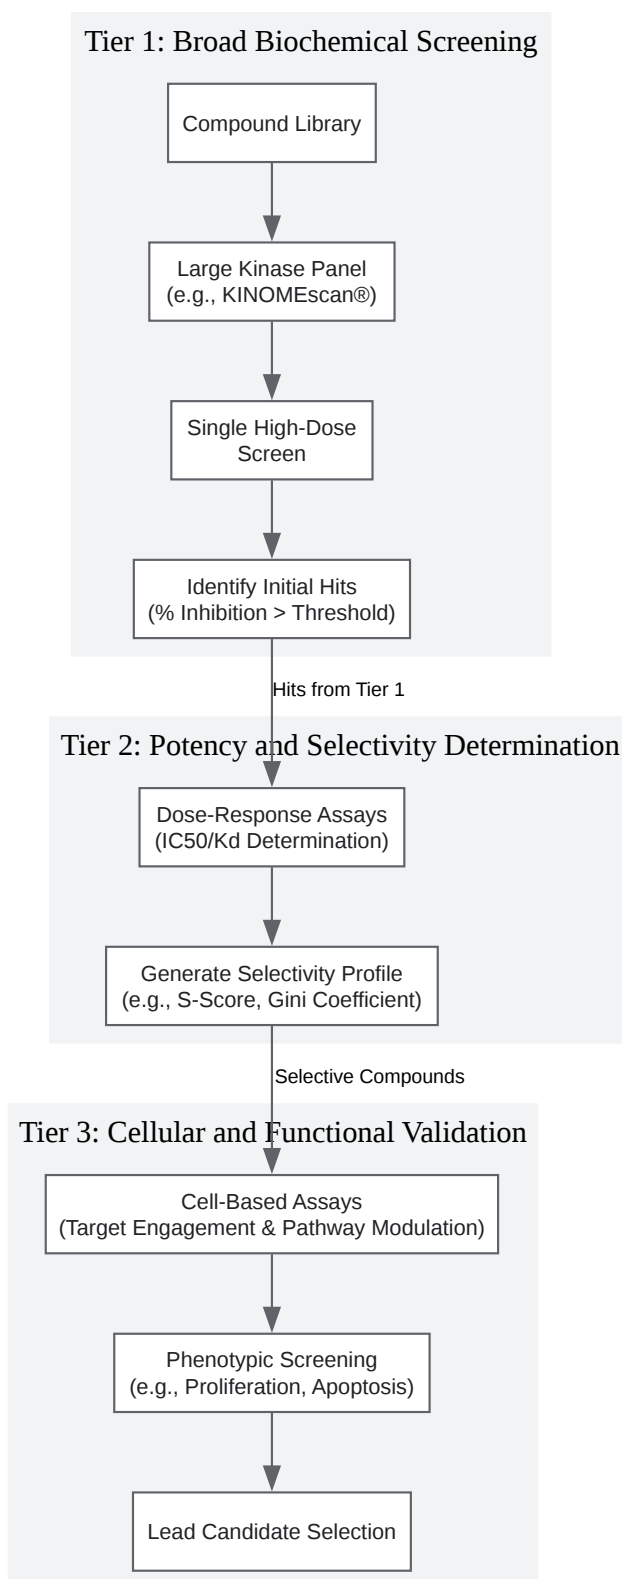 Tier 1: Broad Biochemical Screening
Compound Library
Large Kinase Panel
(e.g., KINOMEscan®)
Single High-Dose
Screen
Identify Initial Hits
(% Inhibition > Threshold)
Hits from Tier 1
Tier 2: Potency and Selectivity Determination
Dose-Response Assays
(IC50/Kd Determination)
Generate Selectivity Profile
(e.g., S-Score, Gini Coefficient)
Selective Compounds
Tier 3: Cellular and Functional Validation
Cell-Based Assays
(Target Engagement & Pathway Modulation)
Phenotypic Screening
(e.g., Proliferation, Apoptosis)
Lead Candidate Selection